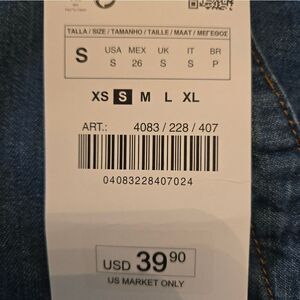 TALLA / SIZE / TAMANHO / TAILLE / MAAT / ΜΕΓΕΘΟΣ
S USA MEX UK IT BR
S 26 S S P
XS S M L XL
ART.: 4083 / 228 / 407
04083228407024
USD 39 90
US MARKET ONLY